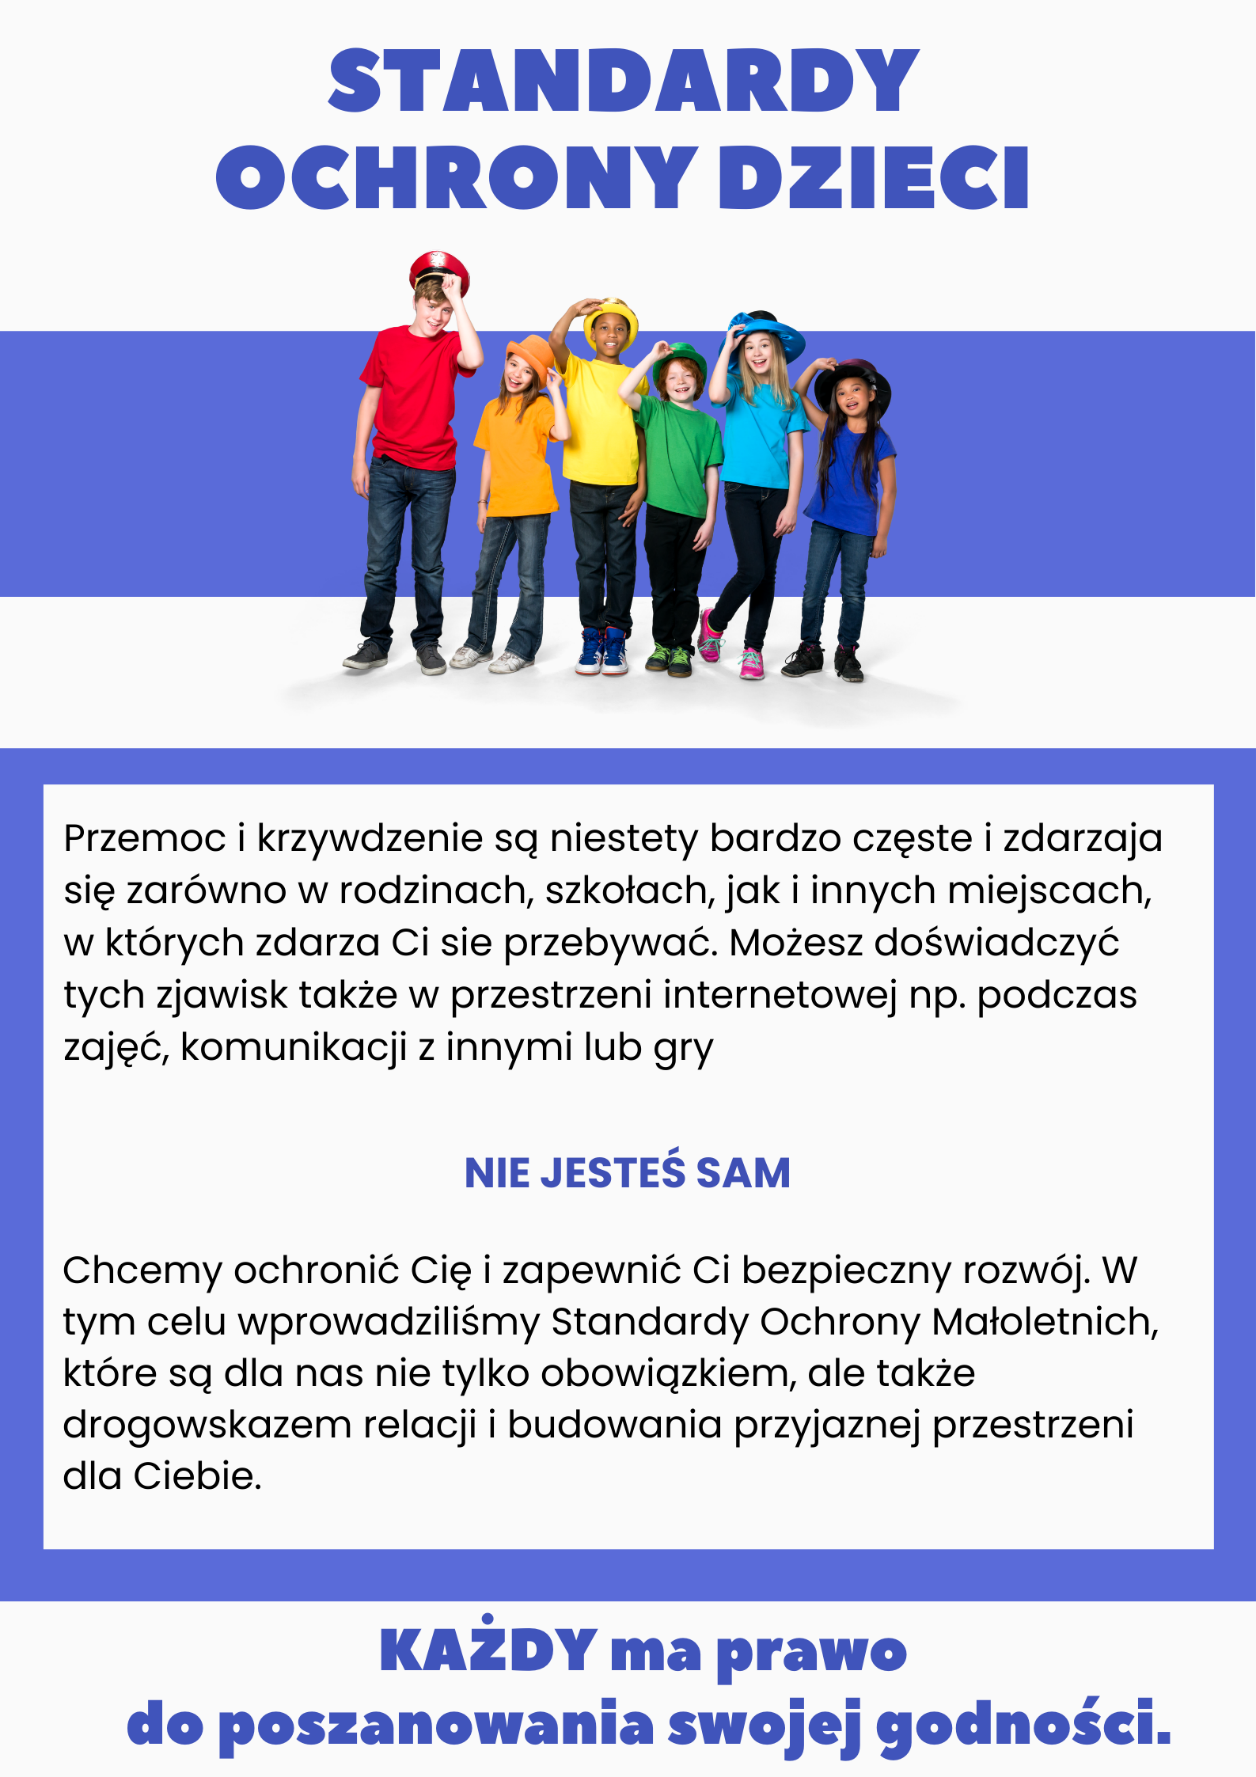 STANDARDY
OCHRONY DZIECI
Przemoc i krzywdzenie są niestety bardzo częste i zdarzaja
się zarówno w rodzinach, szkołach, jak i innych miejscach,
w których zdarza Ci sie przebywać. Możesz doświadczyć
tych zjawisk także w przestrzeni internetowej np. podczas
zajęć, komunikacji z innymi lub gry
NIE JESTEŚ SAM
Chcemy ochronić Cię i zapewnić Ci bezpieczny rozwój. W
tym celu wprowadziliśmy Standardy Ochrony Małoletnich,
które są dla nas nie tylko obowiązkiem, ale także
drogowskazem relacji i budowania przyjaznej przestrzeni
dla Ciebie.
KAŻDY ma prawo
do poszanowania swojej godności.